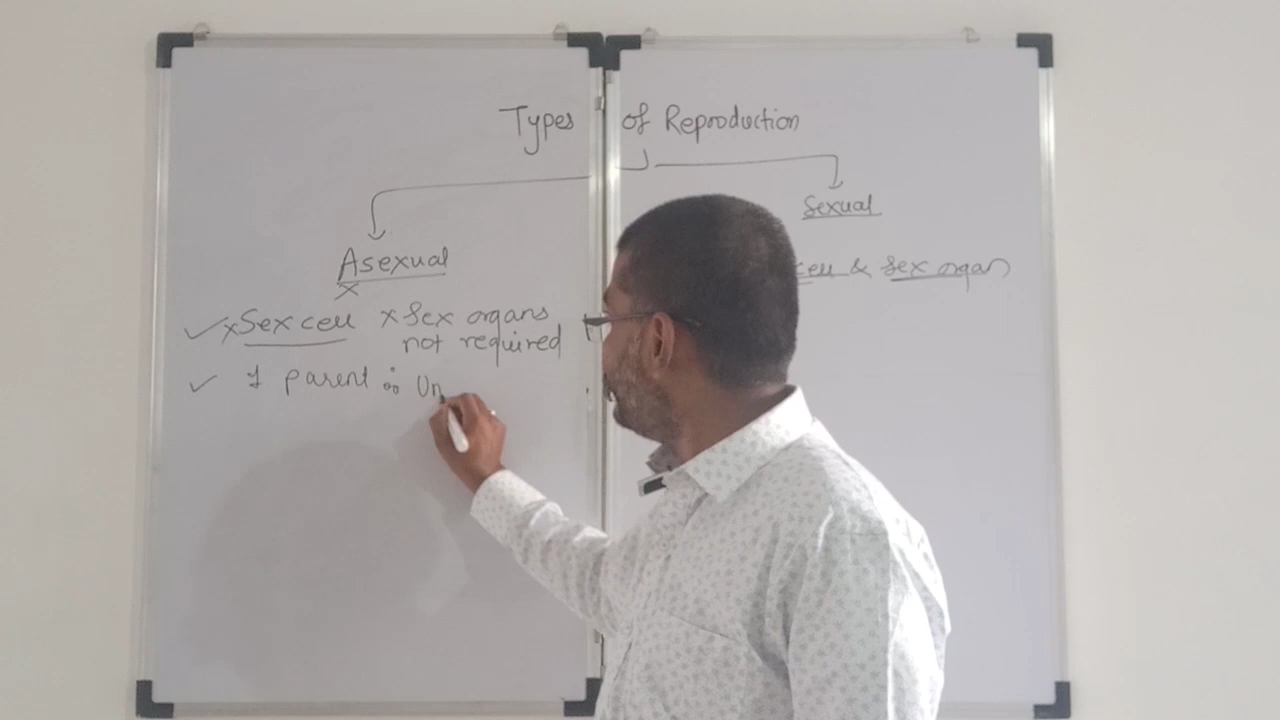 Types of Reproduction
Asexual
Sexual
x
✓ x Sex cell x Sex organs
not required
✓ 1 parent ∴ Un
cell & Sex organ